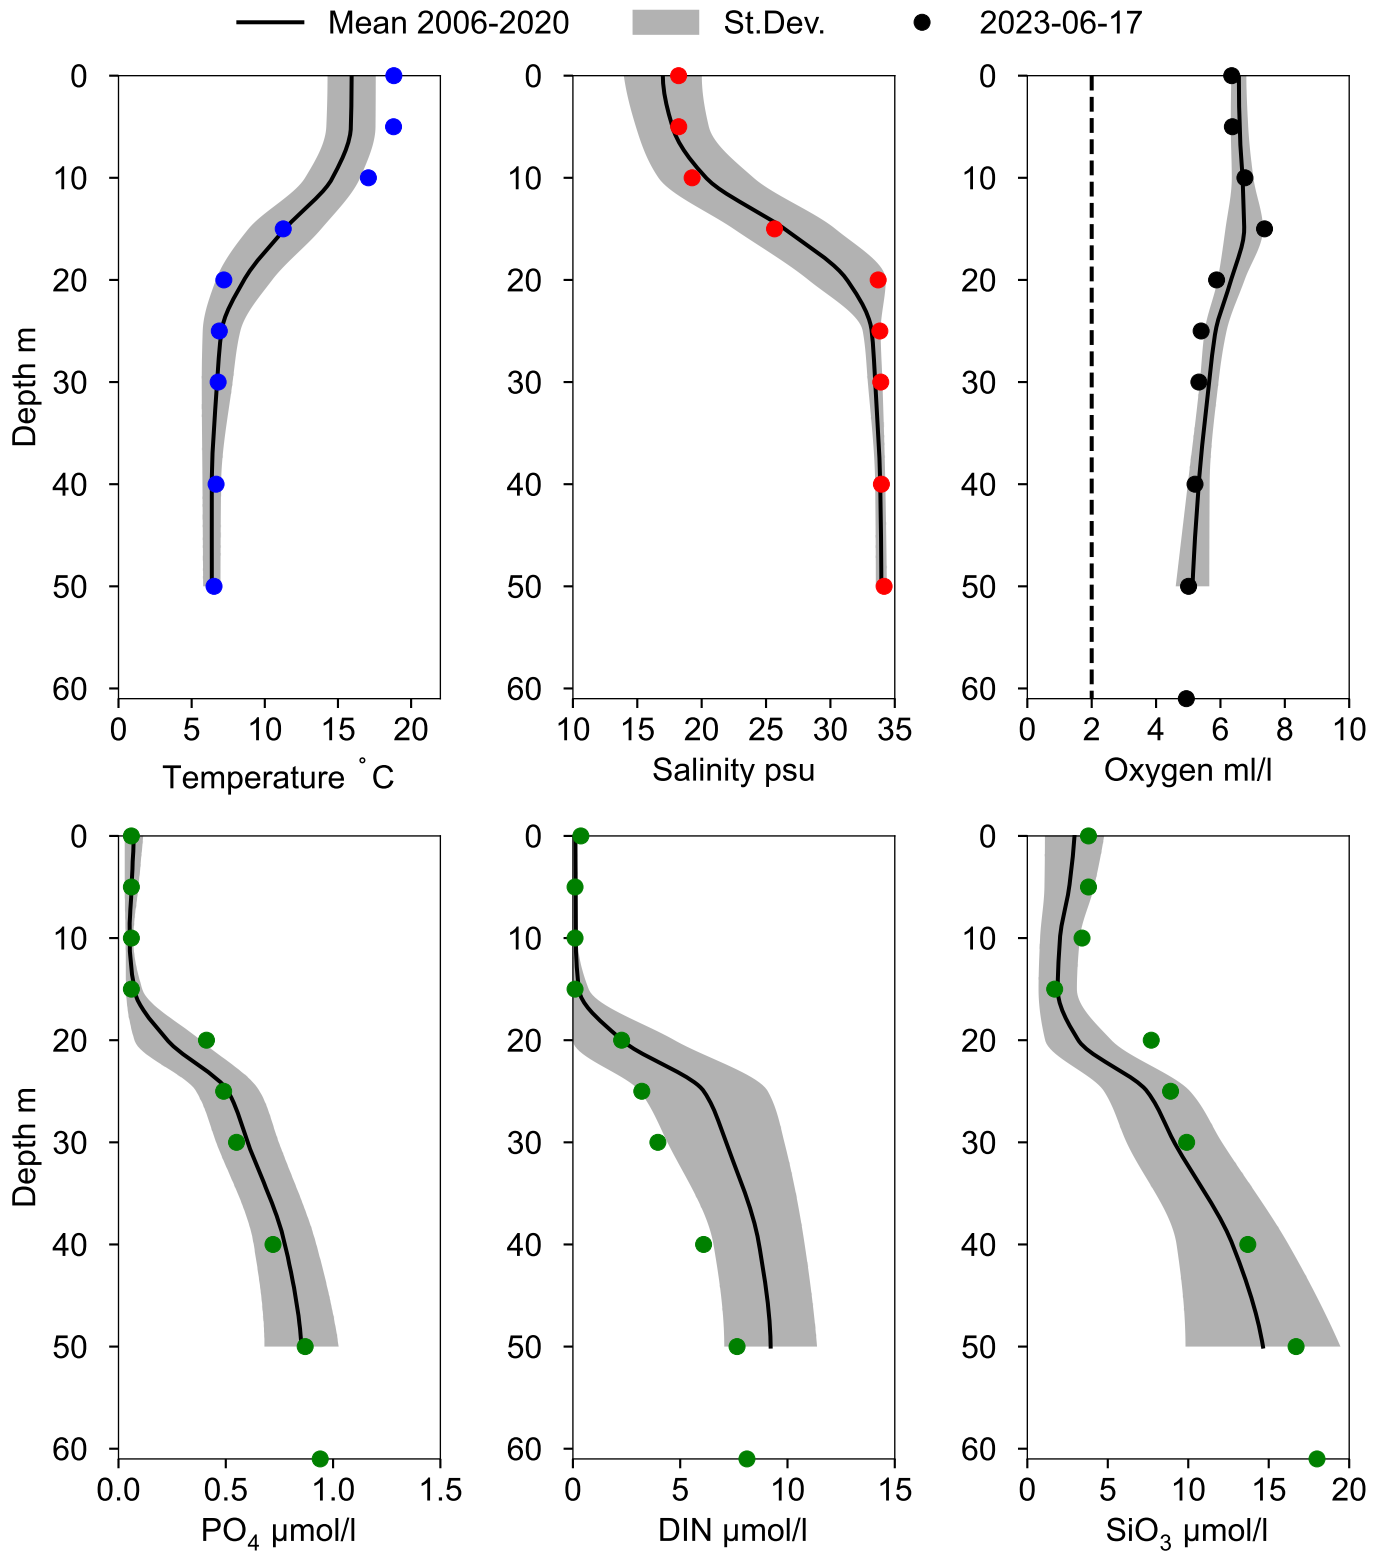 Mean 2006-2020 St.Dev. 2023-06-17
0 0 0
10 10 10
20 20 20
30 30 30
40 40 40
50 50 50
60 60 60
Depth m
0 5 10 15 20 10 15 20 25 30 35 0 2 4 6 8 10
Temperature °C Salinity psu Oxygen ml/l
0 0 0
10 10 10
20 20 20
30 30 30
40 40 40
50 50 50
60 60 60
Depth m
0.0 0.5 1.0 1.5 0 5 10 15 0 5 10 15 20
PO₄ µmol/l DIN µmol/l SiO₃ µmol/l